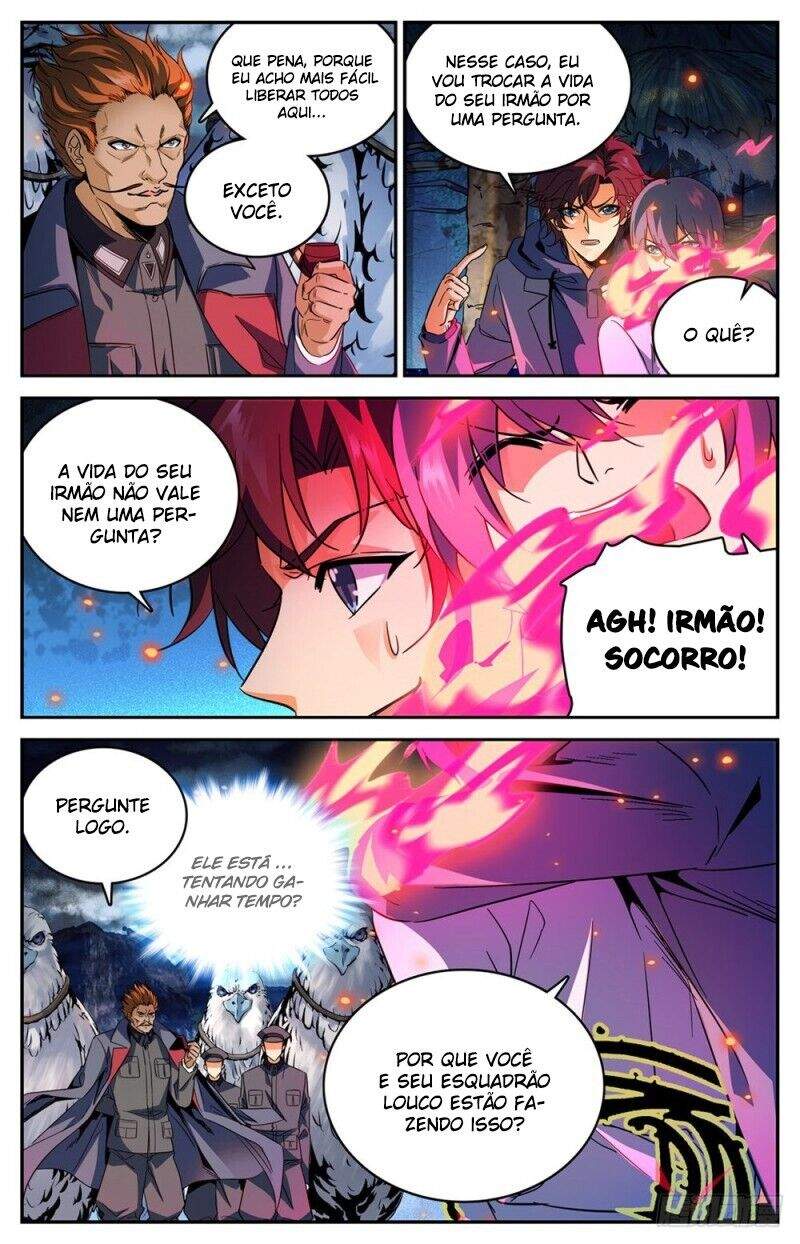 QUE PENA, PORQUE
EU ACHO MAIS FÁCIL
LIBERAR TODOS
AQUI...
EXCETO
VOCÊ.
NESSE CASO, EU
VOU TROCAR A VIDA
DO SEU IRMÃO POR
UMA PERGUNTA.
O QUÊ?
A VIDA DO SEU
IRMÃO NÃO VALE
NEM UMA PER-
GUNTA?
AGH! IRMÃO!
SOCORRO!
PERGUNTE
LOGO.
ELE ESTÁ ...
TENTANDO GA-
NHAR TEMPO?
POR QUE VOCÊ
E SEU ESQUADRÃO
LOUCO ESTÃO FA-
ZENDO ISSO?